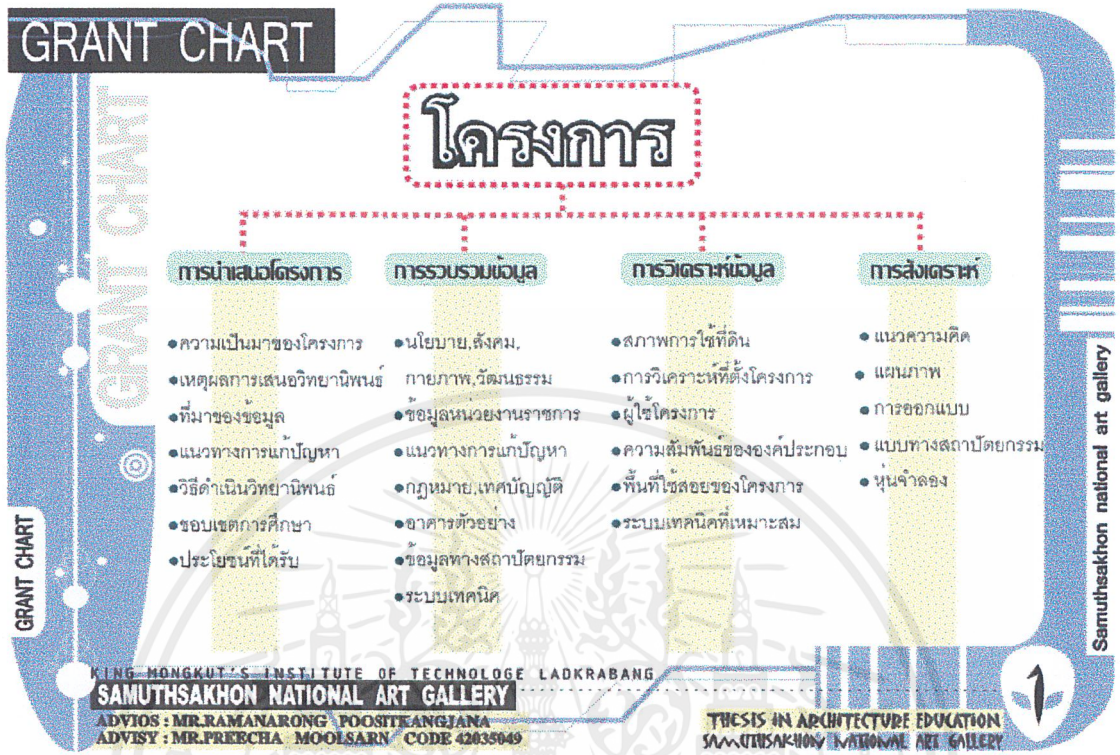 GRANT CHART
GRANT CHART
โครงการ
การนำเสนอโครงการ
•ความเป็นมาของโครงการ
•เหตุผลการเสนอวิทยานิพนธ์
•ที่มาของข้อมูล
•แนวทางการแก้ปัญหา
•วิธีดำเนินวิทยานิพนธ์
•ขอบเขตการศึกษา
•ประโยชน์ที่ได้รับ
การรวบรวมข้อมูล
•นโยบาย,สังคม,
กายภาพ,วัฒนธรรม
•ข้อมูลหน่วยงานราชการ
•แนวทางการแก้ปัญหา
•กฎหมาย,เทศบัญญัติ
•อาคารตัวอย่าง
•ข้อมูลทางสถาปัตยกรรม
•ระบบเทคนิค
การวิเคราะห์ข้อมูล
•สภาพการใช้ที่ดิน
•การวิเคราะห์ที่ตั้งโครงการ
•ผู้ใช้โครงการ
•ความสัมพันธ์ขององค์ประกอบ
•พื้นที่ใช้สอยของโครงการ
•ระบบเทคนิคที่เหมาะสม
การสังเคราะห์
• แนวความคิด
• แผนภาพ
• การออกแบบ
• แบบทางสถาปัตยกรรม
• หุ่นจำลอง
GRANT CHART
Samuthsakhon national art gallery
KING MONGKUT'S INSTITUTE OF TECHNOLOGE LADKRABANG
SAMUTHSAKHON NATIONAL ART GALLERY
ADVIOS : MR.RAMANARONG POOSITKANGJANA
ADVISY : MR.PREECHA MOOLSARN CODE 42035049
THESIS IN ARCHITECTURE EDUCATION
SAMUTHSAKHON NATIONAL ART GALLERY
1